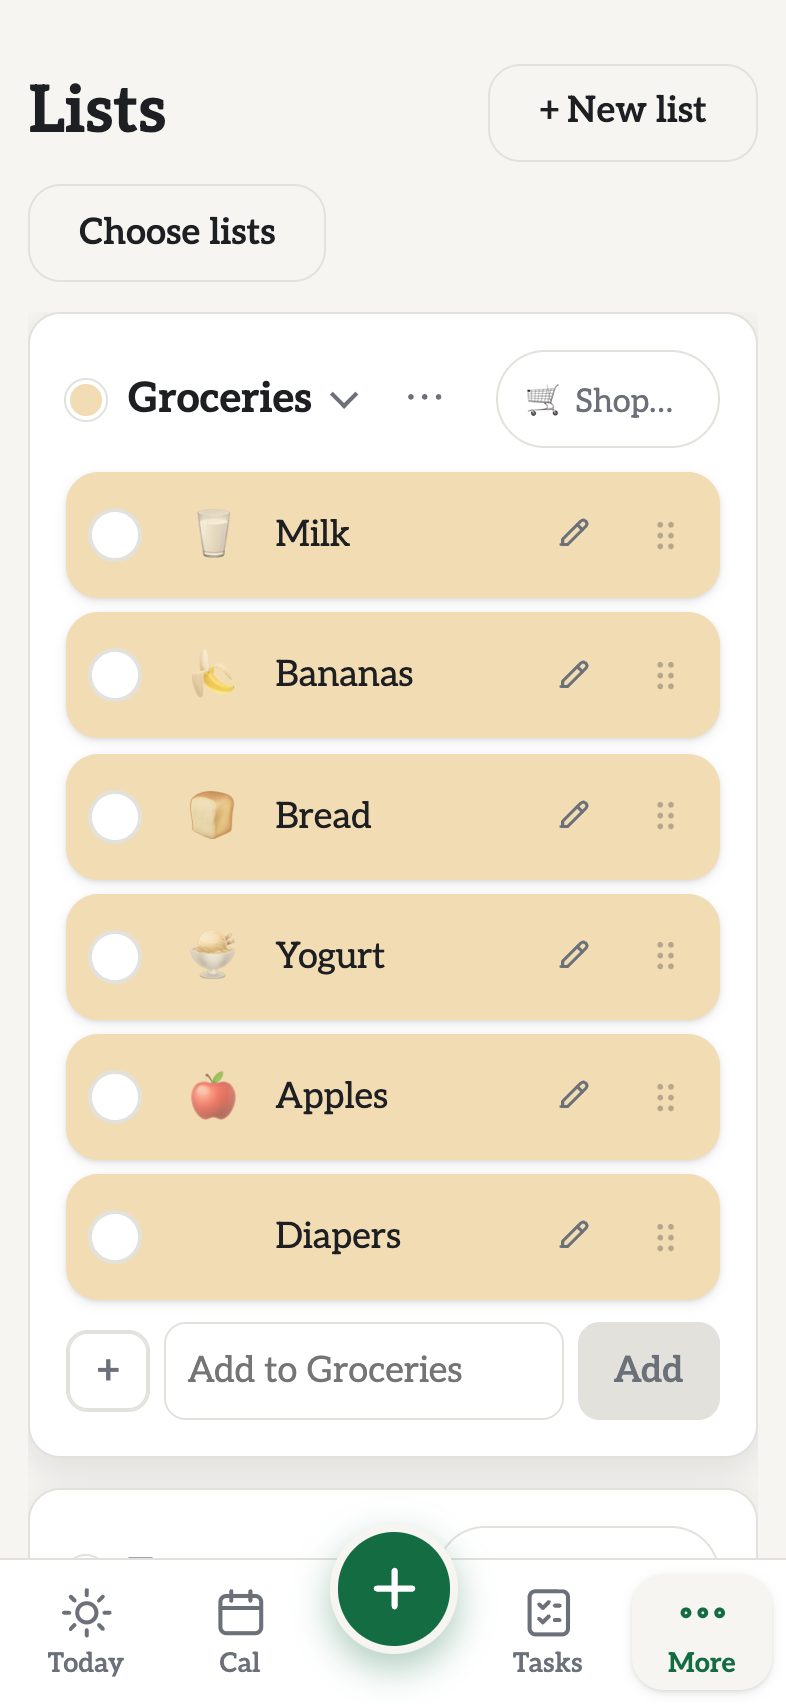 Lists
+ New list
Choose lists
Groceries
Shop...
Milk
Bananas
Bread
Yogurt
Apples
Diapers
+
Add to Groceries
Add
Today
Cal
Tasks
More